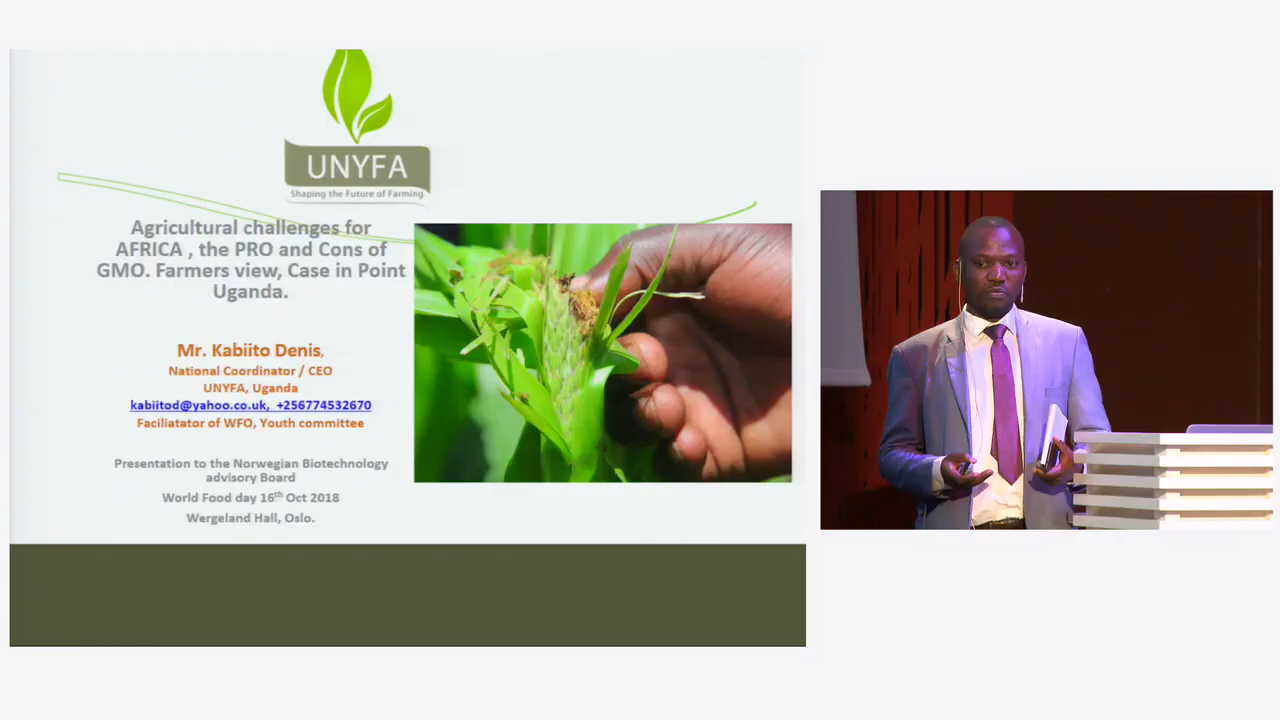 UNYFA
Shaping the Future of Farming
Agricultural challenges for
AFRICA , the PRO and Cons of
GMO. Farmers view, Case in Point
Uganda.
Mr. Kabiito Denis,
National Coordinator / CEO
UNYFA, Uganda
kabiitod@yahoo.co.uk, +256774532670
Faciliatator of WFO, Youth committee
Presentation to the Norwegian Biotechnology
advisory Board
World Food day 16th Oct 2018
Wergeland Hall, Oslo.